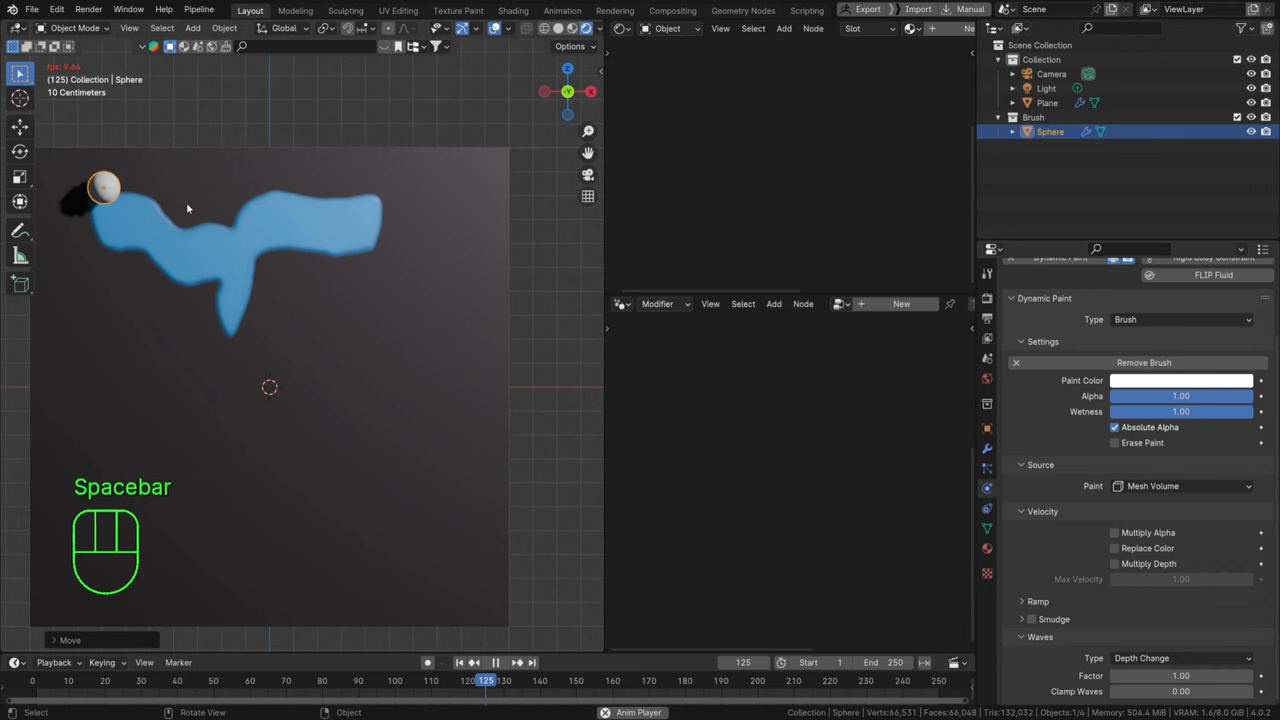 File Edit Render Window Help Pipeline Layout Modeling Sculpting UV Editing Texture Paint Shading Animation Rendering Compositing Geometry Nodes Scripting Export Import Manual Scene ViewLayer
Object Mode View Select Add Object Global
Object View Select Add Node Slot Ne
Options
fps: 9.64
(125) Collection | Sphere
10 Centimeters
Z
Y
X
Scene Collection
Collection
Camera
Light
Plane
Brush
Sphere
Modifier View Select Add Node New
FLIP Fluid
Dynamic Paint
Type Brush
Settings
Remove Brush
Paint Color
Alpha 1.00
Wetness 1.00
Absolute Alpha
Erase Paint
Source
Paint Mesh Volume
Velocity
Multiply Alpha
Replace Color
Multiply Depth
Max Velocity 1.00
Ramp
Smudge
Waves
Type Depth Change
Factor 1.00
Clamp Waves 0.00
Spacebar
Move
Playback Keying View Marker 125 Start 1 End 250
0 10 20 30 40 50 60 70 80 90 100 110 125 130 140 150 160 170 180 190 200 210 220 230 240 250
Select Rotate View Object Anim Player Collection | Sphere | Verts:66,531 | Faces:66,048 | Tris:132,032 | Objects:1/4 | Memory: 504.4 MiB | VRAM: 1.6/8.0 GiB | 4.0.2